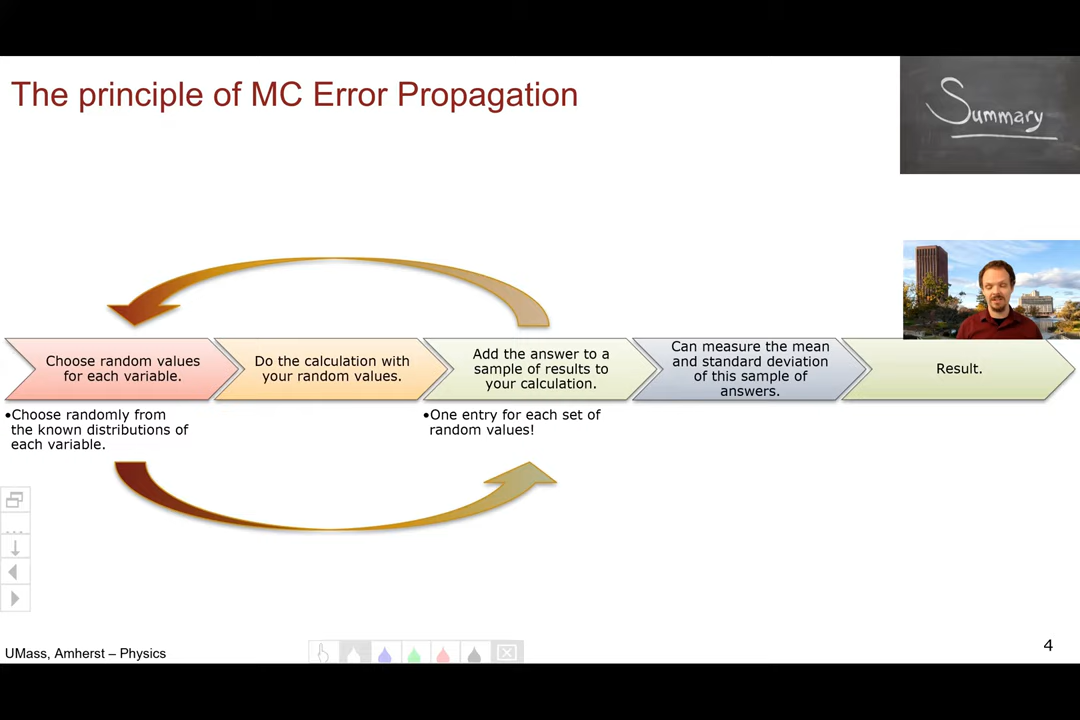 The principle of MC Error Propagation
Summary
Choose random values
for each variable.
Do the calculation with
your random values.
Add the answer to a
sample of results to
your calculation.
Can measure the mean
and standard deviation
of this sample of
answers.
Result.
•Choose randomly from
the known distributions of
each variable.
•One entry for each set of
random values!
UMass, Amherst – Physics
4